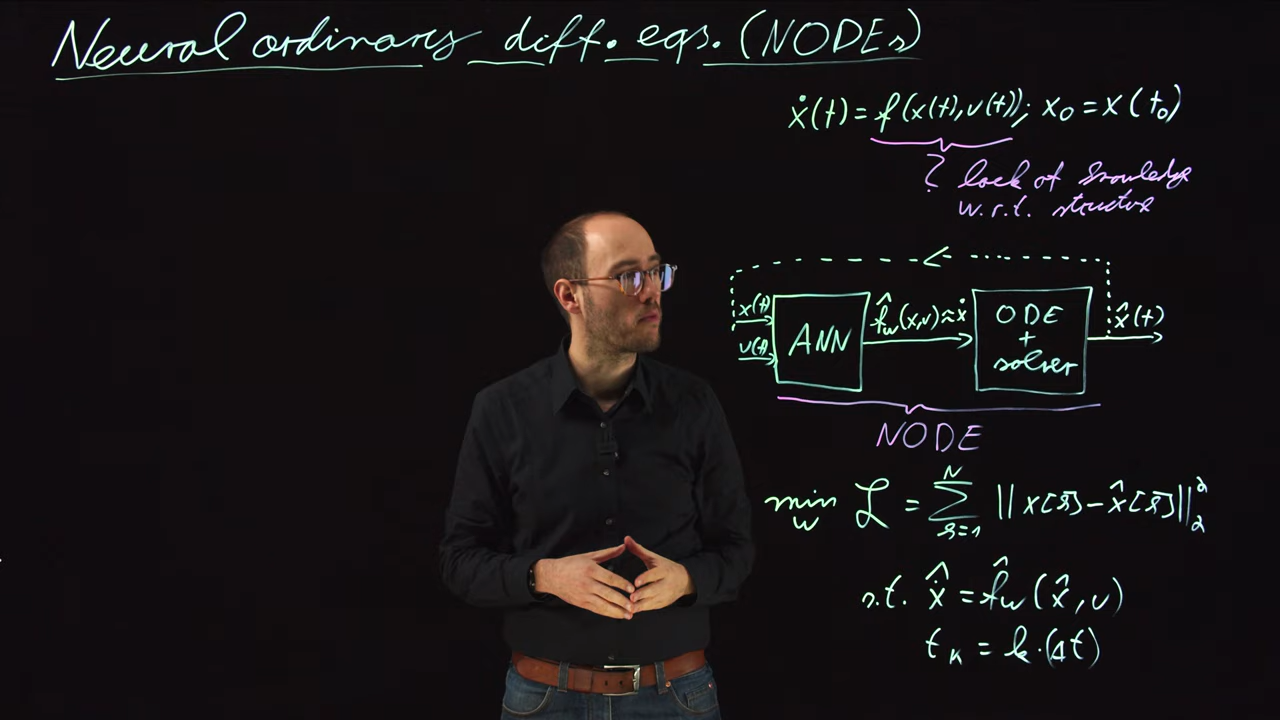 Neural ordinary diff. eqs. (NODEs)
ẋ(t) = f(x(t), u(t)); x₀ = x(t₀)
? lack of knowledge
w.r.t. structure
x(t)
u(t)
ANN
f̂_w(x,u) ≈ ẋ
ODE
+
solver
x̂(t)
NODE
min_w ℒ = ∑_{k=1}^{N} ||x[k] - x̂[k]||₂²
s.t. x̂̇ = f̂_w(x̂, u)
t_k = k·(Δt)